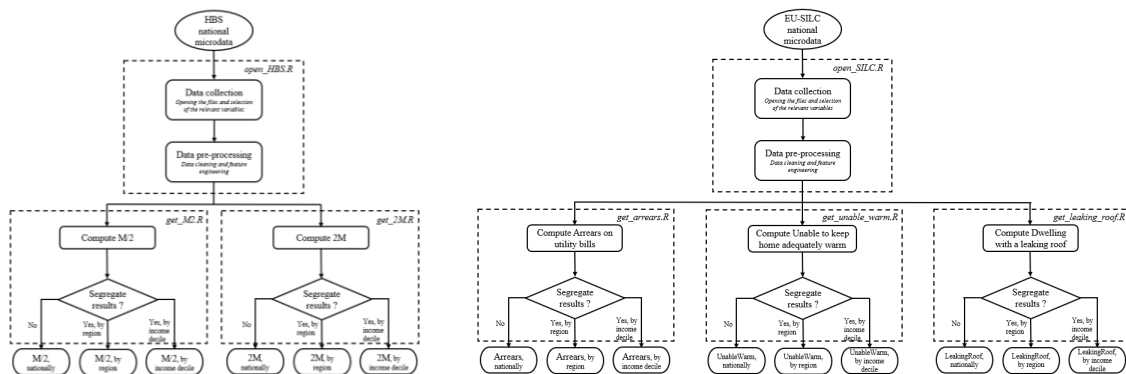 HBS
national
microdata
open_HBS.R
Data collection
Opening the files and selection
of the relevant variables
Data pre-processing
Data cleaning and feature
engineering
get_M2.R
Compute M/2
Segregate
results ?
No
Yes, by
region
Yes, by
income
decile
M/2,
nationally
M/2, by
region
M/2, by
income decile
get_2M.R
Compute 2M
Segregate
results ?
No
Yes, by
region
Yes, by
income
decile
2M,
nationally
2M, by
region
2M, by
income decile
EU-SILC
national
microdata
open_SILC.R
Data collection
Opening the files and selection
of the relevant variables
Data pre-processing
Data cleaning and feature
engineering
get_arrears.R
Compute Arrears on
utility bills
Segregate
results ?
No
Yes, by
region
Yes, by
income
decile
Arrears,
nationally
Arrears, by
region
Arrears, by
income decile
get_unable_warm.R
Compute Unable to keep
home adequately warm
Segregate
results ?
No
Yes, by
region
Yes, by
income
decile
UnableWarm,
nationally
UnableWarm,
by region
UnableWarm,
by income
decile
get_leaking_roof.R
Compute Dwelling
with a leaking roof
Segregate
results ?
No
Yes, by
region
Yes, by
income
decile
LeakingRoof,
nationally
LeakingRoof,
by region
LeakingRoof,
by income
decile